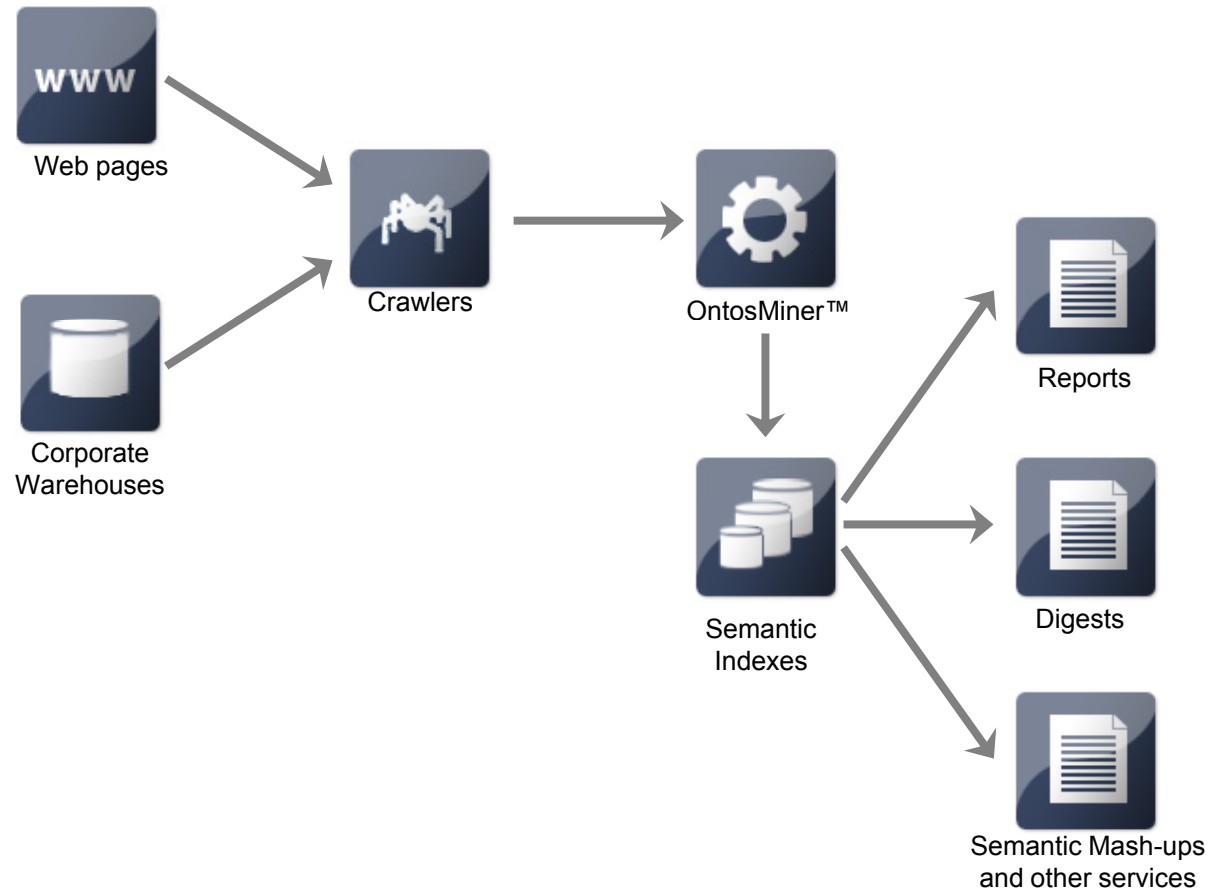 WWW
Web pages
Crawlers
OntosMiner™
Reports
Corporate
Warehouses
Semantic
Indexes
Digests
Semantic Mash-ups
and other services